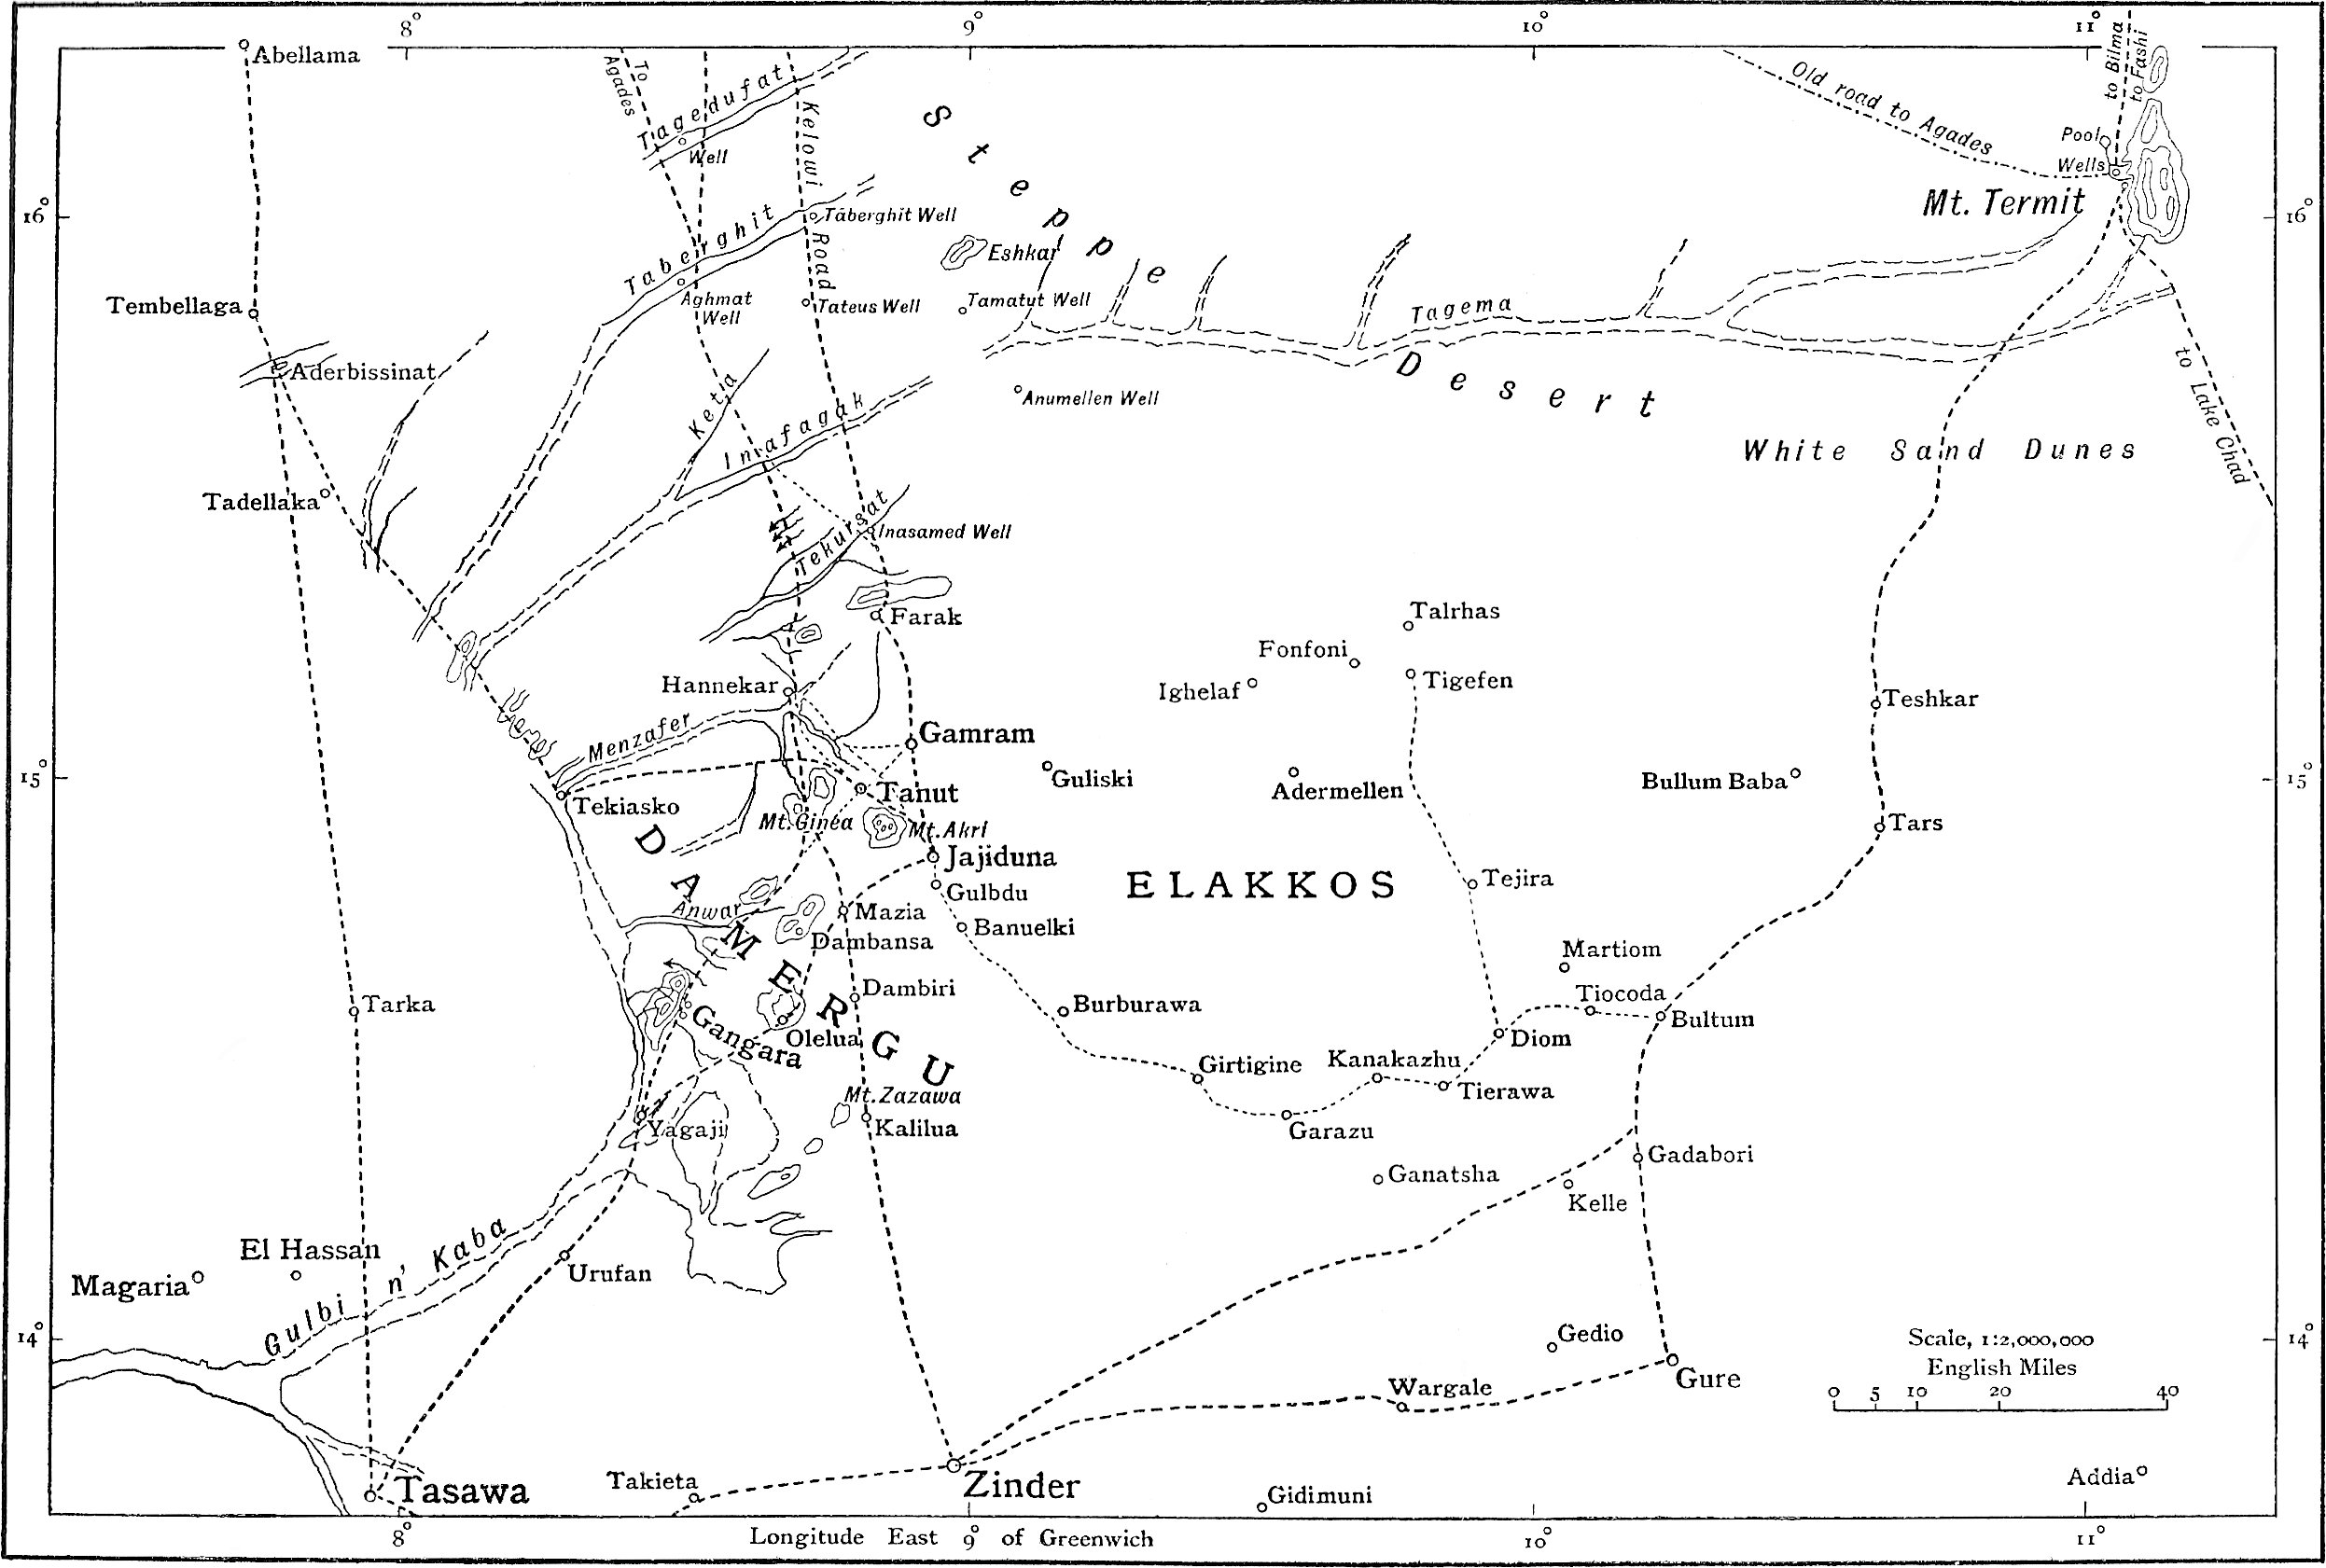 8°
9°
10°
11°
Abellama
To Agades
Tagedufat
Well
Kelowi Road
Steppe
Old road to Agades
to Bilma
to Fashi
Pool
Wells
Mt. Termit
16°
16°
Taberghit
Taberghit Well
Eshkar
Aghmat
Well
Tateus Well
Tamatut Well
Tagema
Tembellaga
Aderbissinat
Keta
Inafagak
Anumellen Well
Desert
to Lake Chad
White Sand Dunes
Tadellaka
Tekursat
Inasamed Well
Farak
Talrhas
Fonfoni
Ighelaf
Tigefen
Hannekar
Teshkar
Menzafer
Gamram
15°
15°
Guliski
Adermellen
Bullum Baba
Tekiasko
Tanut
Mt. Ginea
Mt. Akri
Tars
DAMERGU
Jajiduna
ELAKKOS
Gulbdu
Tejira
Anwar
Mazia
Banuelki
Dambansa
Martiom
Dambiri
Tiocoda
Tarka
Burburawa
Bultum
Gangara
Olelua
Diom
Girtigine
Kanakazhu
Tierawa
Mt. Zazawa
Yagaji
Kalilua
Garazu
Gadabori
Ganatsha
Kelle
Gulbi n' Kaba
El Hassan
Magaria
Urufan
14°
14°
Gedio
Scale, 1:2,000,000
English Miles
0 5 10 20 40
Gure
Wargale
Addia
Tasawa
Takieta
Zinder
Gidimuni
8°
Longitude East 9° of Greenwich
10°
11°